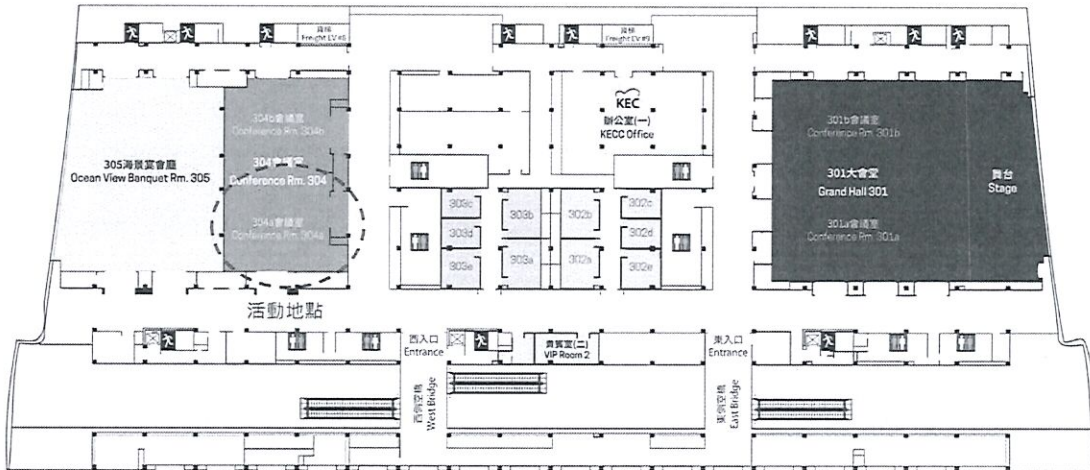 貨梯
Freight EV #8
貨梯
Freight EV #9
KEC
辦公室(一)
KECC Office
304b會議室
Conference Rm. 304b
301b會議室
Conference Rm. 301b
305海景宴會廳
Ocean View Banquet Rm. 305
304會議室
Conference Rm. 304
301大會堂
Grand Hall 301
舞台
Stage
304a會議室
Conference Rm. 304a
301a會議室
Conference Rm. 301a
303c
303b
302b
302c
303d
302d
303e
303a
302a
302e
活動地點
西入口
Entrance
貴賓室(二)
VIP Room 2
東入口
Entrance
西側空橋
West Bridge
東側空橋
East Bridge